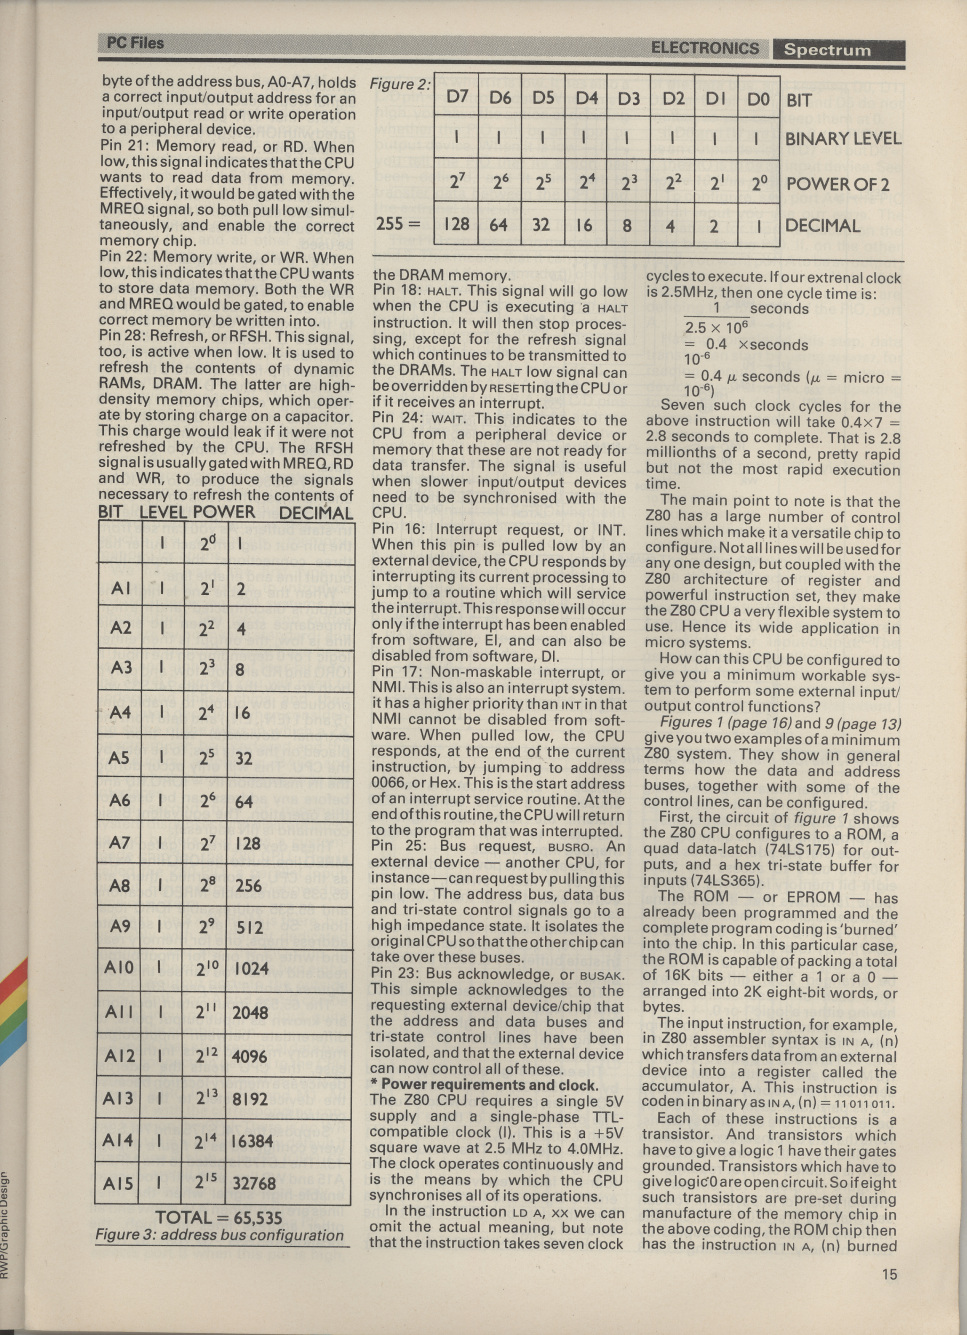 PC Files
ELECTRONICS Spectrum
byte of the address bus, A0-A7, holds
a correct input/output address for an
input/output read or write operation
to a peripheral device.
Pin 21: Memory read, or RD. When
low, this signal indicates that the CPU
wants to read data from memory.
Effectively, it would be gated with the
MREQ signal, so both pull low simul-
taneously, and enable the correct
memory chip.
Pin 22: Memory write, or WR. When
low, this indicates that the CPU wants
to store data memory. Both the WR
and MREQ would be gated, to enable
correct memory be written into.
Pin 28: Refresh, or RFSH. This signal,
too, is active when low. It is used to
refresh the contents of dynamic
RAMs, DRAM. The latter are high-
density memory chips, which oper-
ate by storing charge on a capacitor.
This charge would leak if it were not
refreshed by the CPU. The RFSH
signal is usually gated with MREQ, RD
and WR, to produce the signals
necessary to refresh the contents of
BIT LEVEL POWER DECIMAL
1 2⁰ 1
A1 1 2¹ 2
A2 1 2² 4
A3 1 2³ 8
A4 1 2⁴ 16
A5 1 2⁵ 32
A6 1 2⁶ 64
A7 1 2⁷ 128
A8 1 2⁸ 256
A9 1 2⁹ 512
A10 1 2¹⁰ 1024
A11 1 2¹¹ 2048
A12 1 2¹² 4096
A13 1 2¹³ 8192
A14 1 2¹⁴ 16384
A15 1 2¹⁵ 32768
TOTAL = 65,535
Figure 3: address bus configuration
Figure 2:
D7 D6 D5 D4 D3 D2 D1 D0 BIT
1 1 1 1 1 1 1 1 BINARY LEVEL
2⁷ 2⁶ 2⁵ 2⁴ 2³ 2² 2¹ 2⁰ POWER OF 2
255 = 128 64 32 16 8 4 2 1 DECIMAL
the DRAM memory.
Pin 18: HALT. This signal will go low
when the CPU is executing a HALT
instruction. It will then stop proces-
sing, except for the refresh signal
which continues to be transmitted to
the DRAMs. The HALT low signal can
be overridden by RESETting the CPU or
if it receives an interrupt.
Pin 24: WAIT. This indicates to the
CPU from a peripheral device or
memory that these are not ready for
data transfer. The signal is useful
when slower input/output devices
need to be synchronised with the
CPU.
Pin 16: Interrupt request, or INT.
When this pin is pulled low by an
external device, the CPU responds by
interrupting its current processing to
jump to a routine which will service
the interrupt. This response will occur
only if the interrupt has been enabled
from software, EI, and can also be
disabled from software, DI.
Pin 17: Non-maskable interrupt, or
NMI. This is also an interrupt system.
it has a higher priority than INT in that
NMI cannot be disabled from soft-
ware. When pulled low, the CPU
responds, at the end of the current
instruction, by jumping to address
0066, or Hex. This is the start address
of an interrupt service routine. At the
end of this routine, the CPU will return
to the program that was interrupted.
Pin 25: Bus request, BUSRO. An
external device — another CPU, for
instance — can request by pulling this
pin low. The address bus, data bus
and tri-state control signals go to a
high impedance state. It isolates the
original CPU so that the other chip can
take over these buses.
Pin 23: Bus acknowledge, or BUSAK.
This simple acknowledges to the
requesting external device/chip that
the address and data buses and
tri-state control lines have been
isolated, and that the external device
can now control all of these.
* Power requirements and clock.
The Z80 CPU requires a single 5V
supply and a single-phase TTL-
compatible clock (I). This is a +5V
square wave at 2.5 MHz to 4.0MHz.
The clock operates continuously and
is the means by which the CPU
synchronises all of its operations.
In the instruction LD A, XX we can
omit the actual meaning, but note
that the instruction takes seven clock
cycles to execute. If our extrenal clock
is 2.5MHz, then one cycle time is:
1 seconds
2.5 × 10⁶
= 0.4 ×seconds
10⁻⁶
= 0.4 µ seconds (µ = micro =
10⁻⁶)
Seven such clock cycles for the
above instruction will take 0.4×7 =
2.8 seconds to complete. That is 2.8
millionths of a second, pretty rapid
but not the most rapid execution
time.
The main point to note is that the
Z80 has a large number of control
lines which make it a versatile chip to
configure. Not all lines will be used for
any one design, but coupled with the
Z80 architecture of register and
powerful instruction set, they make
the Z80 CPU a very flexible system to
use. Hence its wide application in
micro systems.
How can this CPU be configured to
give you a minimum workable sys-
tem to perform some external input/
output control functions?
Figures 1 (page 16) and 9 (page 13)
give you two examples of a minimum
Z80 system. They show in general
terms how the data and address
buses, together with some of the
control lines, can be configured.
First, the circuit of figure 1 shows
the Z80 CPU configures to a ROM, a
quad data-latch (74LS175) for out-
puts, and a hex tri-state buffer for
inputs (74LS365).
The ROM — or EPROM — has
already been programmed and the
complete program coding is 'burned'
into the chip. In this particular case,
the ROM is capable of packing a total
of 16K bits — either a 1 or a 0 —
arranged into 2K eight-bit words, or
bytes.
The input instruction, for example,
in Z80 assembler syntax is IN A, (n)
which transfers data from an external
device into a register called the
accumulator, A. This instruction is
coden in binary as IN A, (n) = 11 011 011.
Each of these instructions is a
transistor. And transistors which
have to give a logic 1 have their gates
grounded. Transistors which have to
give logic 0 are open circuit. So if eight
such transistors are pre-set during
manufacture of the memory chip in
the above coding, the ROM chip then
has the instruction IN A, (n) burned
15
RWP/Graphic Design